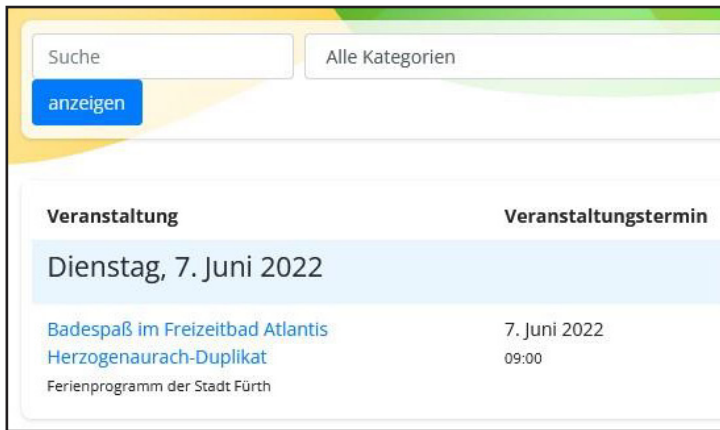 Suche
Alle Kategorien
anzeigen
Veranstaltung
Veranstaltungstermin
Dienstag, 7. Juni 2022
Badespaß im Freizeitbad Atlantis
Herzogenaurach-Duplikat
Ferienprogramm der Stadt Fürth
7. Juni 2022
09:00